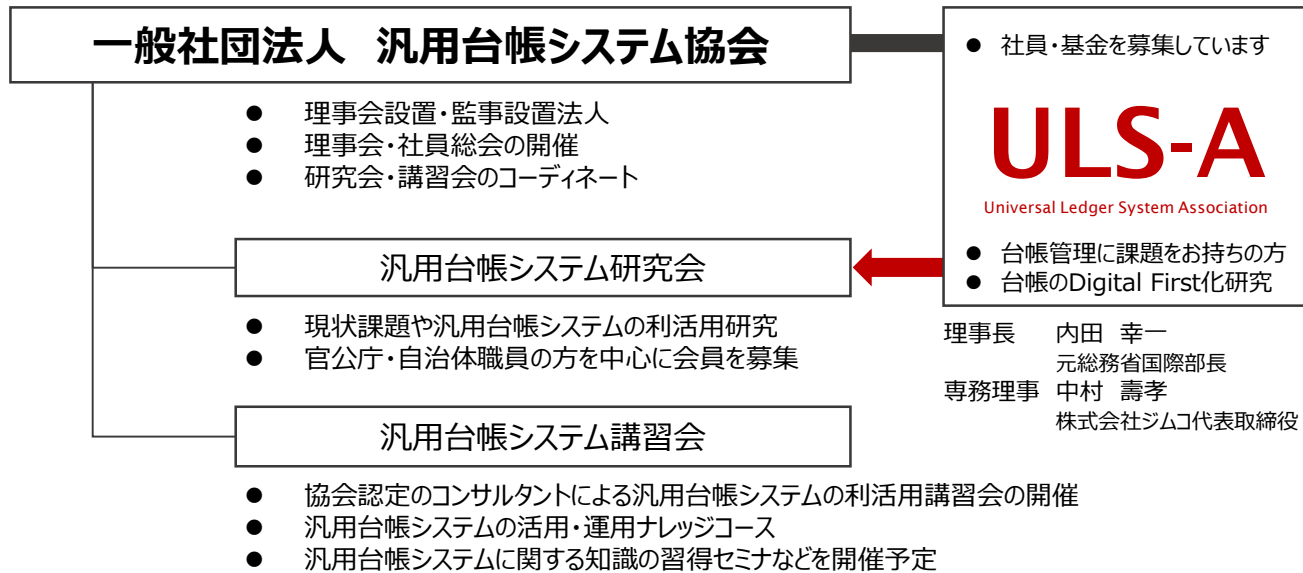 一般社団法人 汎用台帳システム協会
● 理事会設置・監事設置法人
● 理事会・社員総会の開催
● 研究会・講習会のコーディネート
汎用台帳システム研究会
● 現状課題や汎用台帳システムの利活用研究
● 官公庁・自治体職員の方を中心に会員を募集
汎用台帳システム講習会
● 協会認定のコンサルタントによる汎用台帳システムの利活用講習会の開催
● 汎用台帳システムの活用・運用ナレッジコース
● 汎用台帳システムに関する知識の習得セミナなどを開催予定
● 社員・基金を募集しています
ULS-A
Universal Ledger System Association
● 台帳管理に課題をお持ちの方
● 台帳のDigital First化研究
理事長 内田 幸一
元総務省国際部長
専務理事 中村 壽孝
株式会社ジムコ代表取締役